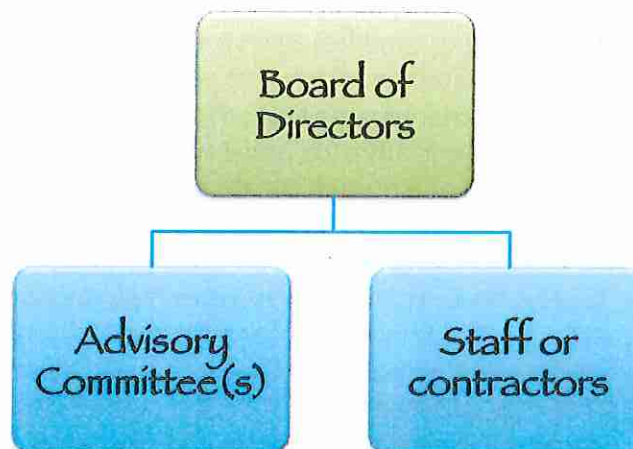 Board of
Directors
Advisory
Committee(s)
Staff or
contractors